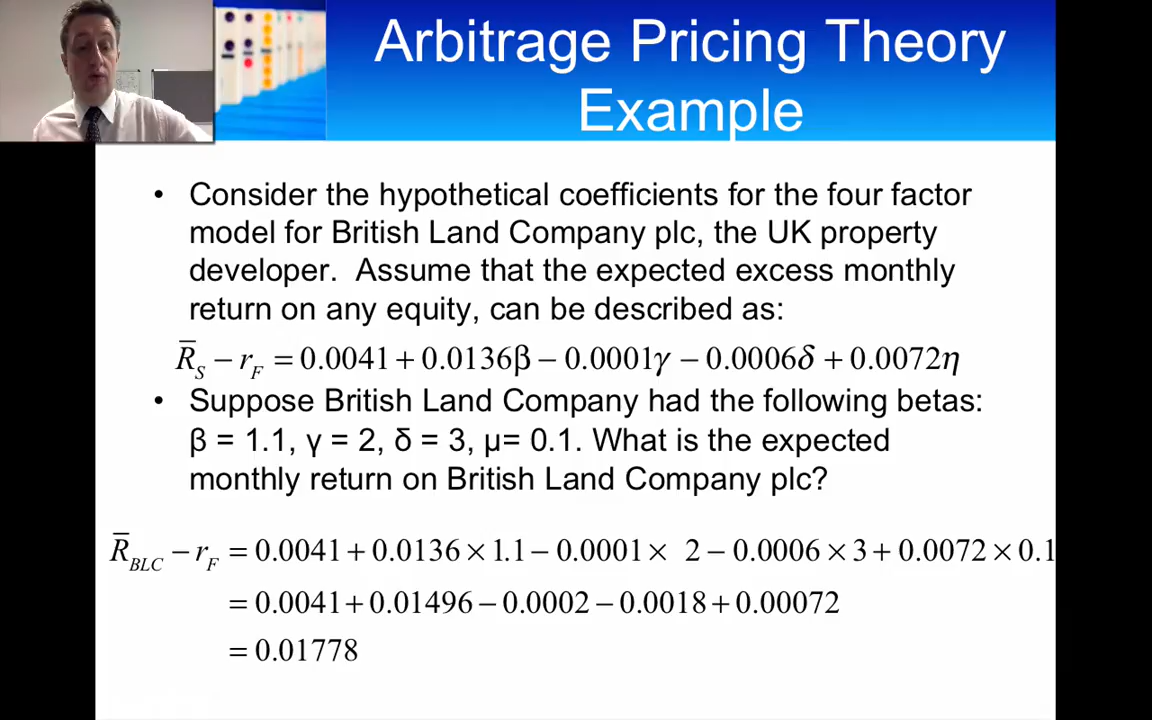 Arbitrage Pricing Theory
Example
• Consider the hypothetical coefficients for the four factor
model for British Land Company plc, the UK property
developer. Assume that the expected excess monthly
return on any equity, can be described as:
R̅_S − r_F = 0.0041 + 0.0136β − 0.0001γ − 0.0006δ + 0.0072η
• Suppose British Land Company had the following betas:
β = 1.1, γ = 2, δ = 3, μ= 0.1. What is the expected
monthly return on British Land Company plc?
R̅_BLC − r_F = 0.0041 + 0.0136 × 1.1 − 0.0001 × 2 − 0.0006 × 3 + 0.0072 × 0.1
= 0.0041 + 0.01496 − 0.0002 − 0.0018 + 0.00072
= 0.01778